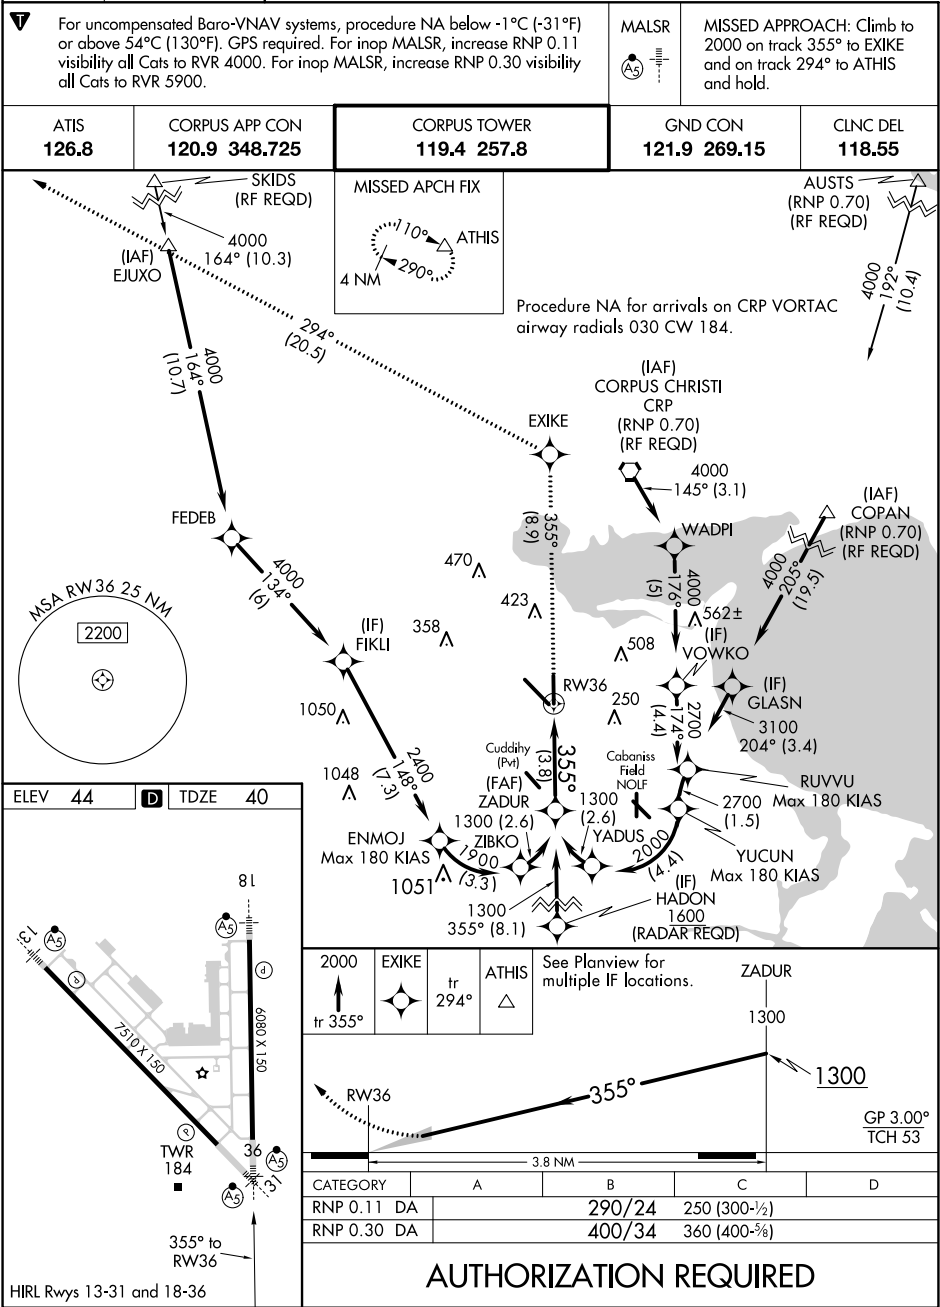 For uncompensated Baro-VNAV systems, procedure NA below -1°C (-31°F)
or above 54°C (130°F). GPS required. For inop MALSR, increase RNP 0.11
visibility all Cats to RVR 4000. For inop MALSR, increase RNP 0.30 visibility
all Cats to RVR 5900.
T
MALSR
A5
MISSED APPROACH: Climb to
2000 on track 355° to EXIKE
and on track 294° to ATHIS
and hold.
ATIS
126.8
CORPUS APP CON
120.9 348.725
CORPUS TOWER
119.4 257.8
GND CON
121.9 269.15
CLNC DEL
118.55
SKIDS
(RF REQD)
4000
164° (10.3)
(IAF)
EJUXO
MISSED APCH FIX
110°
ATHIS
4 NM
290°
AUSTS
(RNP 0.70)
(RF REQD)
4000
192°
(10.4)
Procedure NA for arrivals on CRP VORTAC
airway radials 030 CW 184.
294°
(20.5)
4000
164°
(10.7)
(IAF)
CORPUS CHRISTI
CRP
(RNP 0.70)
(RF REQD)
EXIKE
4000
145° (3.1)
(IAF)
COPAN
(RNP 0.70)
(RF REQD)
FEDEB
355°
(8.9)
WADPI
4000
134°
(6)
470
4000
176°
(5)
4000
205°
(19.5)
MSA RW36 25 NM
2200
423
562±
(IF)
FIKLI
358
508
(IF)
VOWKO
RW36
(IF)
GLASN
1050
250
2700
174°
(4.4)
3100
204° (3.4)
2400
148°
(7.3)
Cuddihy
(Pvt)
355°
(3.8)
Cabaniss
Field
NOLF
1048
(FAF)
ZADUR
RUVVU
Max 180 KIAS
1300 (2.6)
1300
(2.6)
2700
(1.5)
ENMOJ
Max 180 KIAS
ZIBKO
YADUS
1900
(3.3)
2000
(4.4)
YUCUN
Max 180 KIAS
1051
1300
355° (8.1)
(IF)
HADON
1600
(RADAR REQD)
ELEV 44
D
TDZE 40
18
A5
13
A5
P
P
7510 X 150
6080 X 150
P
TWR
184
36
A5
31
A5
355° to
RW36
HIRL Rwys 13-31 and 18-36
2000
tr 355°
EXIKE
tr
294°
ATHIS
See Planview for
multiple IF locations.
ZADUR
1300
1300
RW36
355°
GP 3.00°
TCH 53
3.8 NM
CATEGORY A B C D
RNP 0.11 DA 290/24 250 (300-½)
RNP 0.30 DA 400/34 360 (400-⅝)
AUTHORIZATION REQUIRED